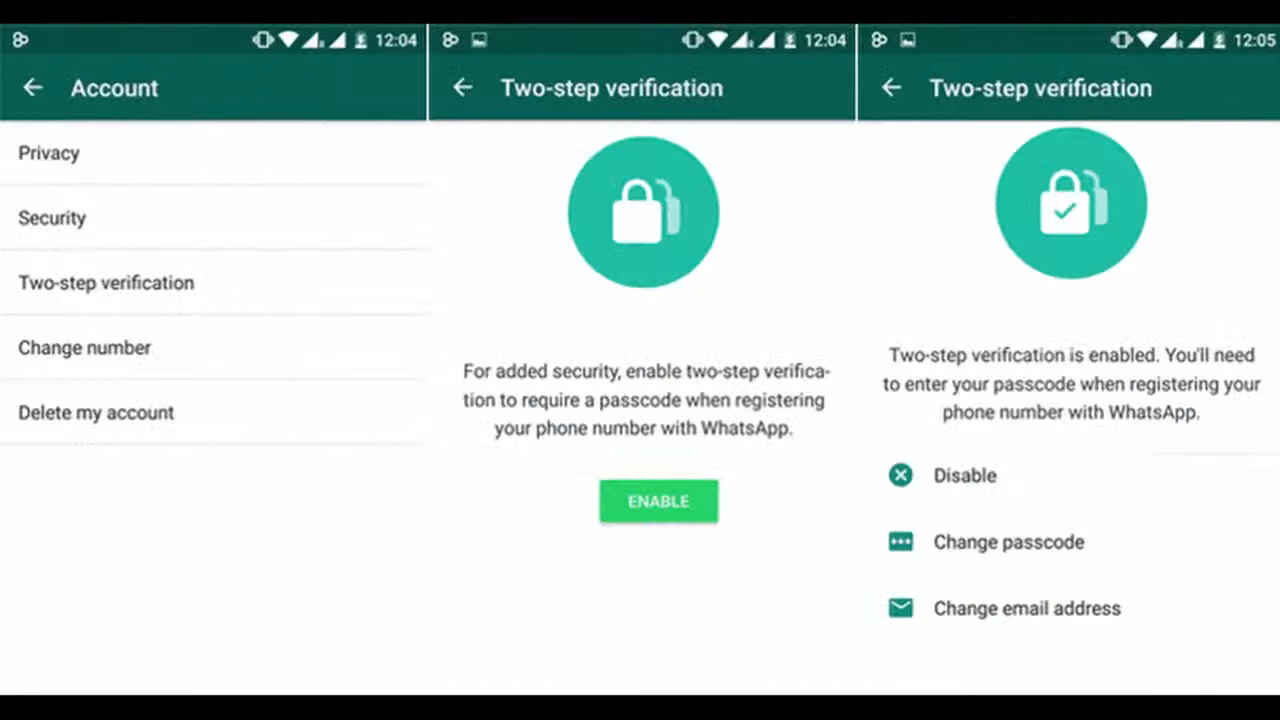 12:04
Account
Privacy
Security
Two-step verification
Change number
Delete my account
12:04
Two-step verification
For added security, enable two-step verifica-
tion to require a passcode when registering
your phone number with WhatsApp.
ENABLE
12:05
Two-step verification
Two-step verification is enabled. You'll need
to enter your passcode when registering your
phone number with WhatsApp.
Disable
Change passcode
Change email address